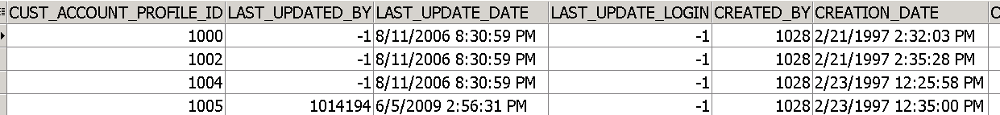 CUST_ACCOUNT_PROFILE_ID LAST_UPDATED_BY LAST_UPDATE_DATE LAST_UPDATE_LOGIN CREATED_BY CREATION_DATE C
1000 -1 8/11/2006 8:30:59 PM -1 1028 2/21/1997 2:32:03 PM
1002 -1 8/11/2006 8:30:59 PM -1 1028 2/21/1997 2:35:28 PM
1004 -1 8/11/2006 8:30:59 PM -1 1028 2/23/1997 12:25:58 PM
1005 1014194 6/5/2009 2:56:31 PM -1 1028 2/23/1997 12:35:00 PM